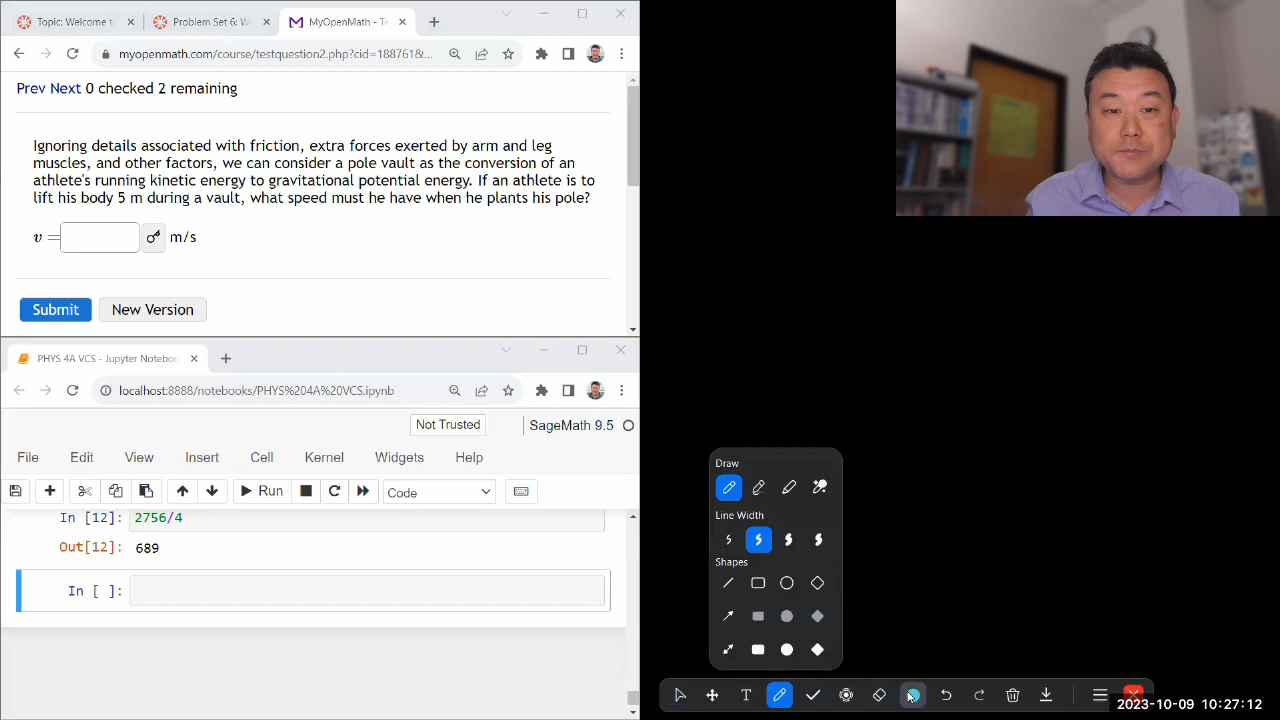 Topic: Welcome t
Problem Set 6: W
MyOpenMath - Te
myopenmath.com/course/testquestion2.php?cid=188761&...
Prev Next 0 checked 2 remaining
Ignoring details associated with friction, extra forces exerted by arm and leg
muscles, and other factors, we can consider a pole vault as the conversion of an
athlete's running kinetic energy to gravitational potential energy. If an athlete is to
lift his body 5 m during a vault, what speed must he have when he plants his pole?
v = m/s
Submit New Version
PHYS 4A VCS - Jupyter Notebo
localhost:8888/notebooks/PHYS%204A%20VCS.ipynb
Not Trusted SageMath 9.5
File Edit View Insert Cell Kernel Widgets Help
Run Code
In [12]: 2756/4
Out[12]: 689
In [ ]:
Draw
Line Width
Shapes
T
2023-10-09 10:27:12